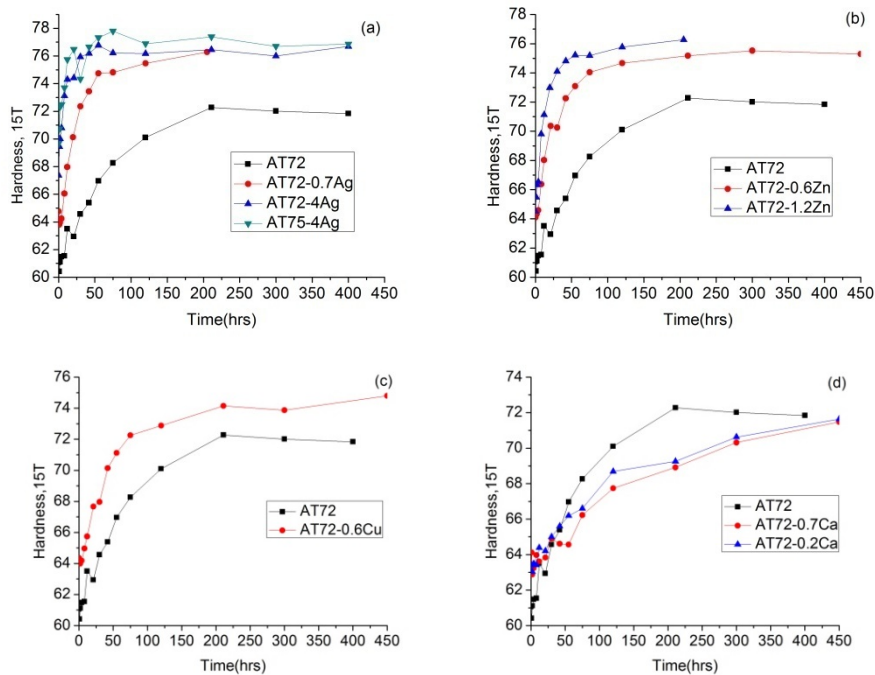 (a)
78
76
74
72
70
68
66
64
62
60
Hardness, 15T
AT72
AT72-0.7Ag
AT72-4Ag
AT75-4Ag
0 50 100 150 200 250 300 350 400 450
Time(hrs)
(b)
78
76
74
72
70
68
66
64
62
60
Hardness, 15T
AT72
AT72-0.6Zn
AT72-1.2Zn
0 50 100 150 200 250 300 350 400 450
Time(hrs)
(c)
76
74
72
70
68
66
64
62
60
Hardness,15T
AT72
AT72-0.6Cu
0 50 100 150 200 250 300 350 400 450
Time(hrs)
(d)
74
72
70
68
66
64
62
60
Hardness,15T
AT72
AT72-0.7Ca
AT72-0.2Ca
0 50 100 150 200 250 300 350 400 450
Time(hrs)